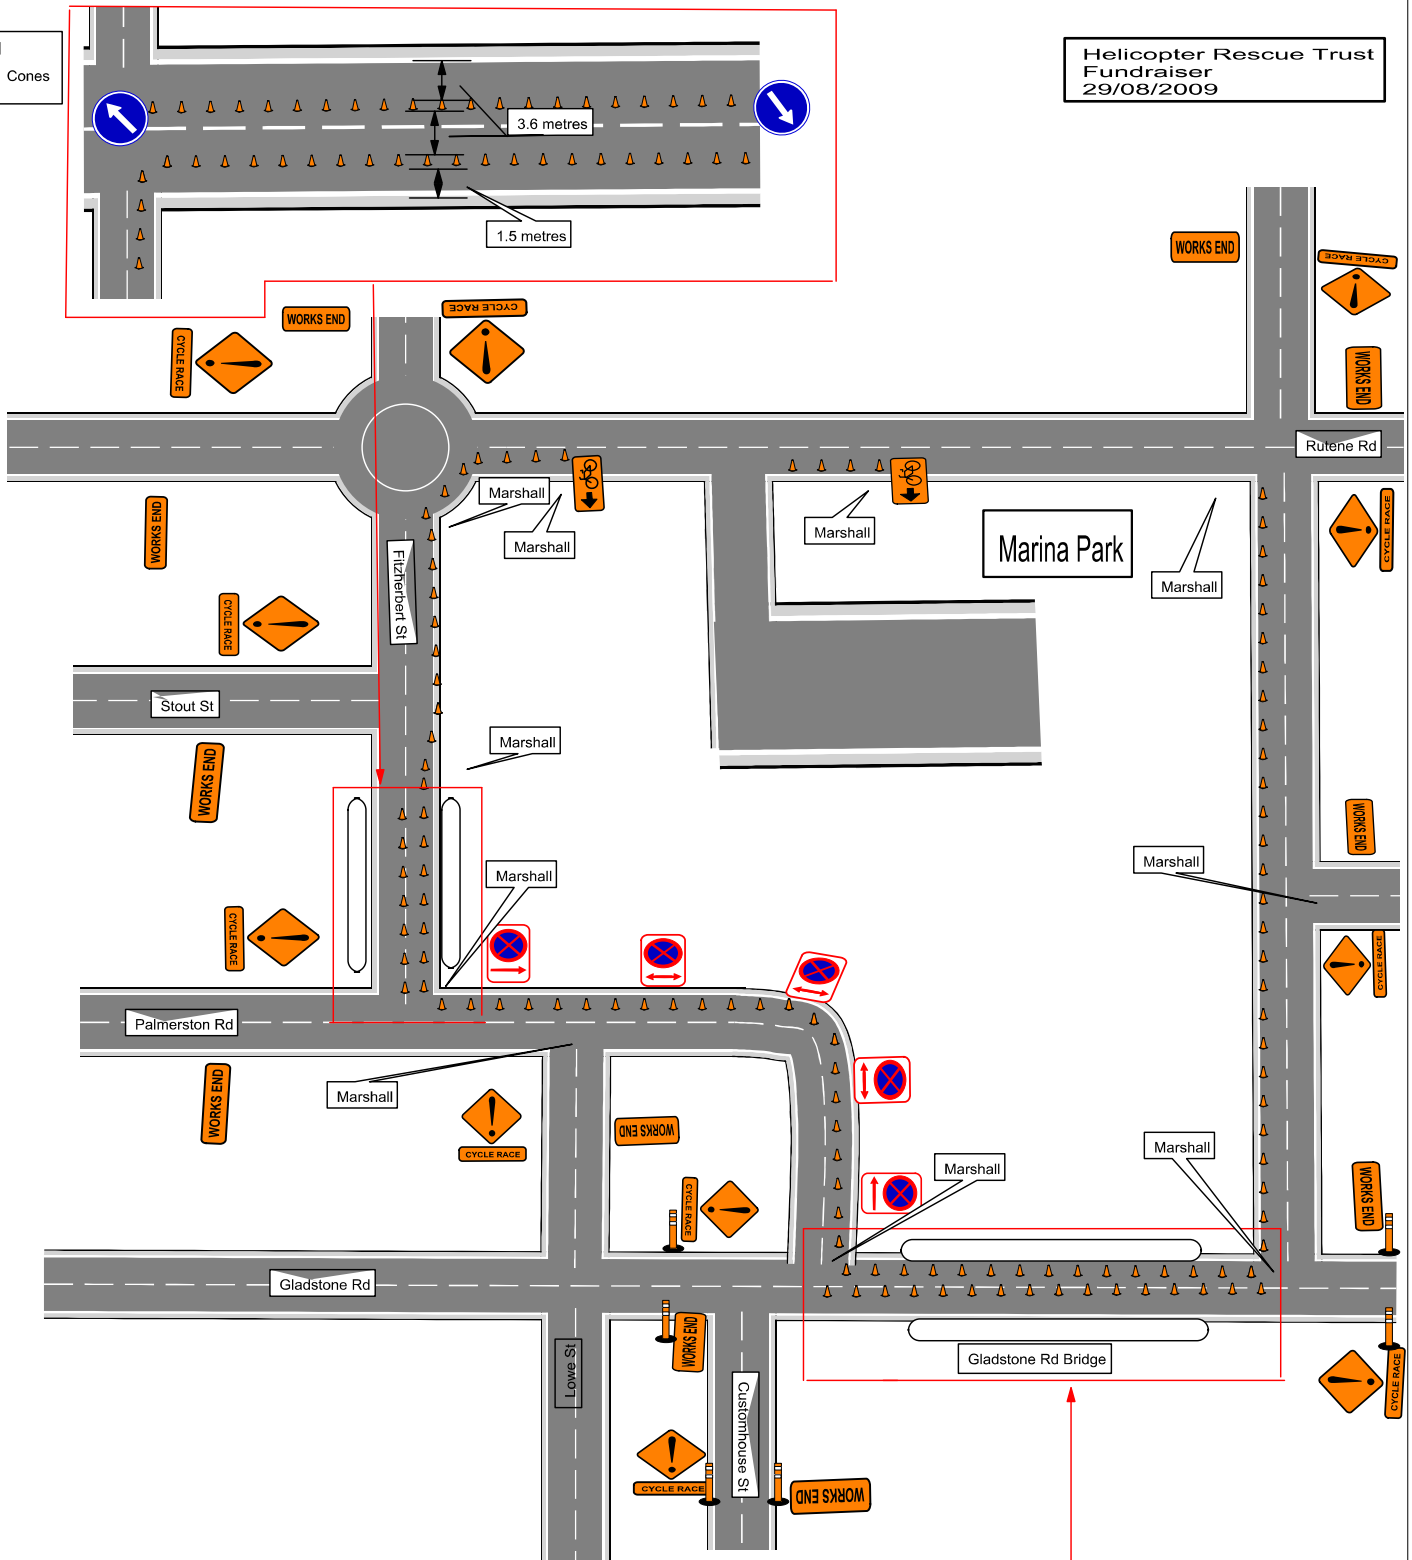 Cones
3.6 metres
1.5 metres
Helicopter Rescue Trust
Fundraiser
29/08/2009
WORKS END
CYCLE RACE
WORKS END
CYCLE RACE
WORKS END
CYCLE RACE
CYCLE RACE
WORKS END
Rutene Rd
Marshall
Marshall
Marshall
Marina Park
Marshall
CYCLE RACE
WORKS END
Fitzherbert St
CYCLE RACE
Stout St
Marshall
WORKS END
WORKS END
Marshall
Marshall
CYCLE RACE
CYCLE RACE
Palmerston Rd
WORKS END
Marshall
CYCLE RACE
WORKS END
Marshall
Marshall
CYCLE RACE
WORKS END
Gladstone Rd
WORKS END
Lowe St
Gladstone Rd Bridge
CYCLE RACE
Customhouse St
CYCLE RACE
WORKS END